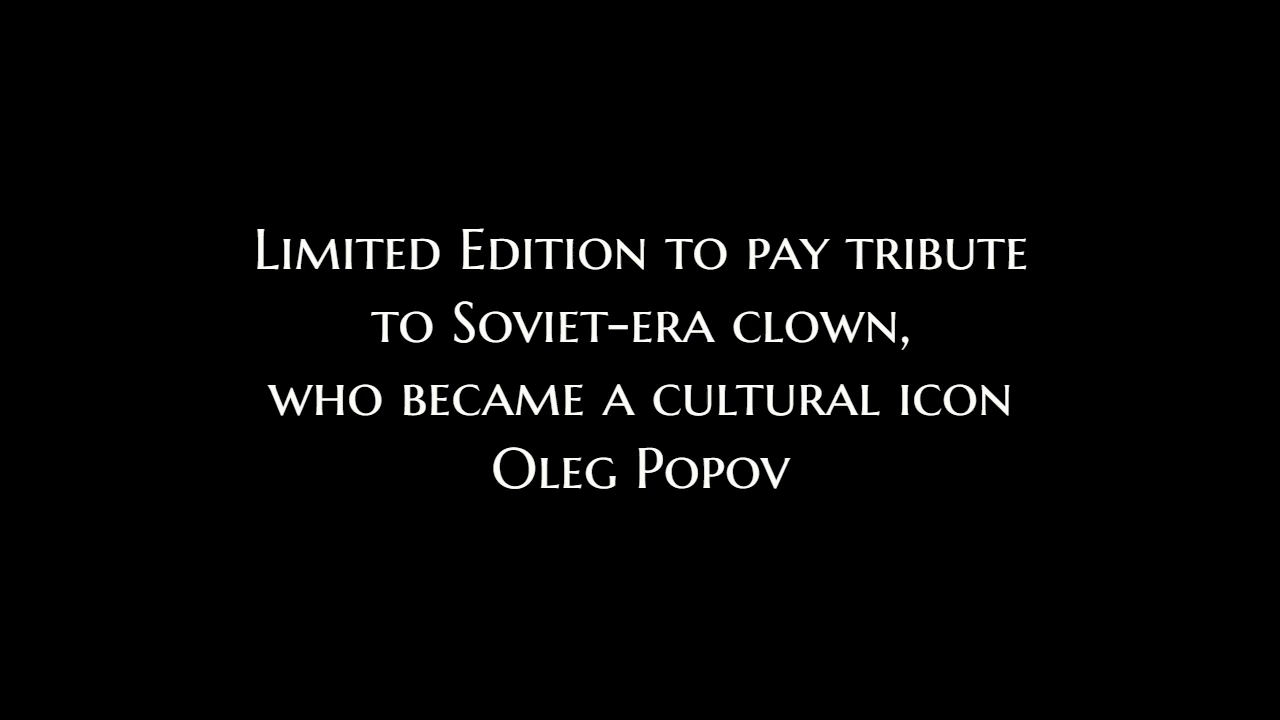 Limited Edition to pay tribute
to Soviet-era clown,
who became a cultural icon
Oleg Popov